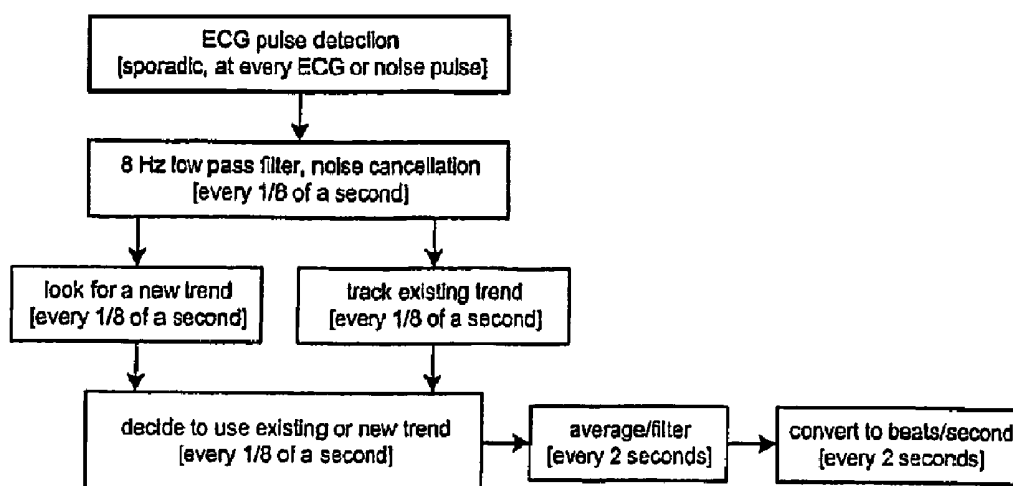 ECG pulse detection
[sporadic, at every ECG or noise pulse]
8 Hz low pass filter, noise cancellation
[every 1/8 of a second]
look for a new trend
[every 1/8 of a second]
track existing trend
[every 1/8 of a second]
decide to use existing or new trend
[every 1/8 of a second]
average/filter
[every 2 seconds]
convert to beats/second
[every 2 seconds]